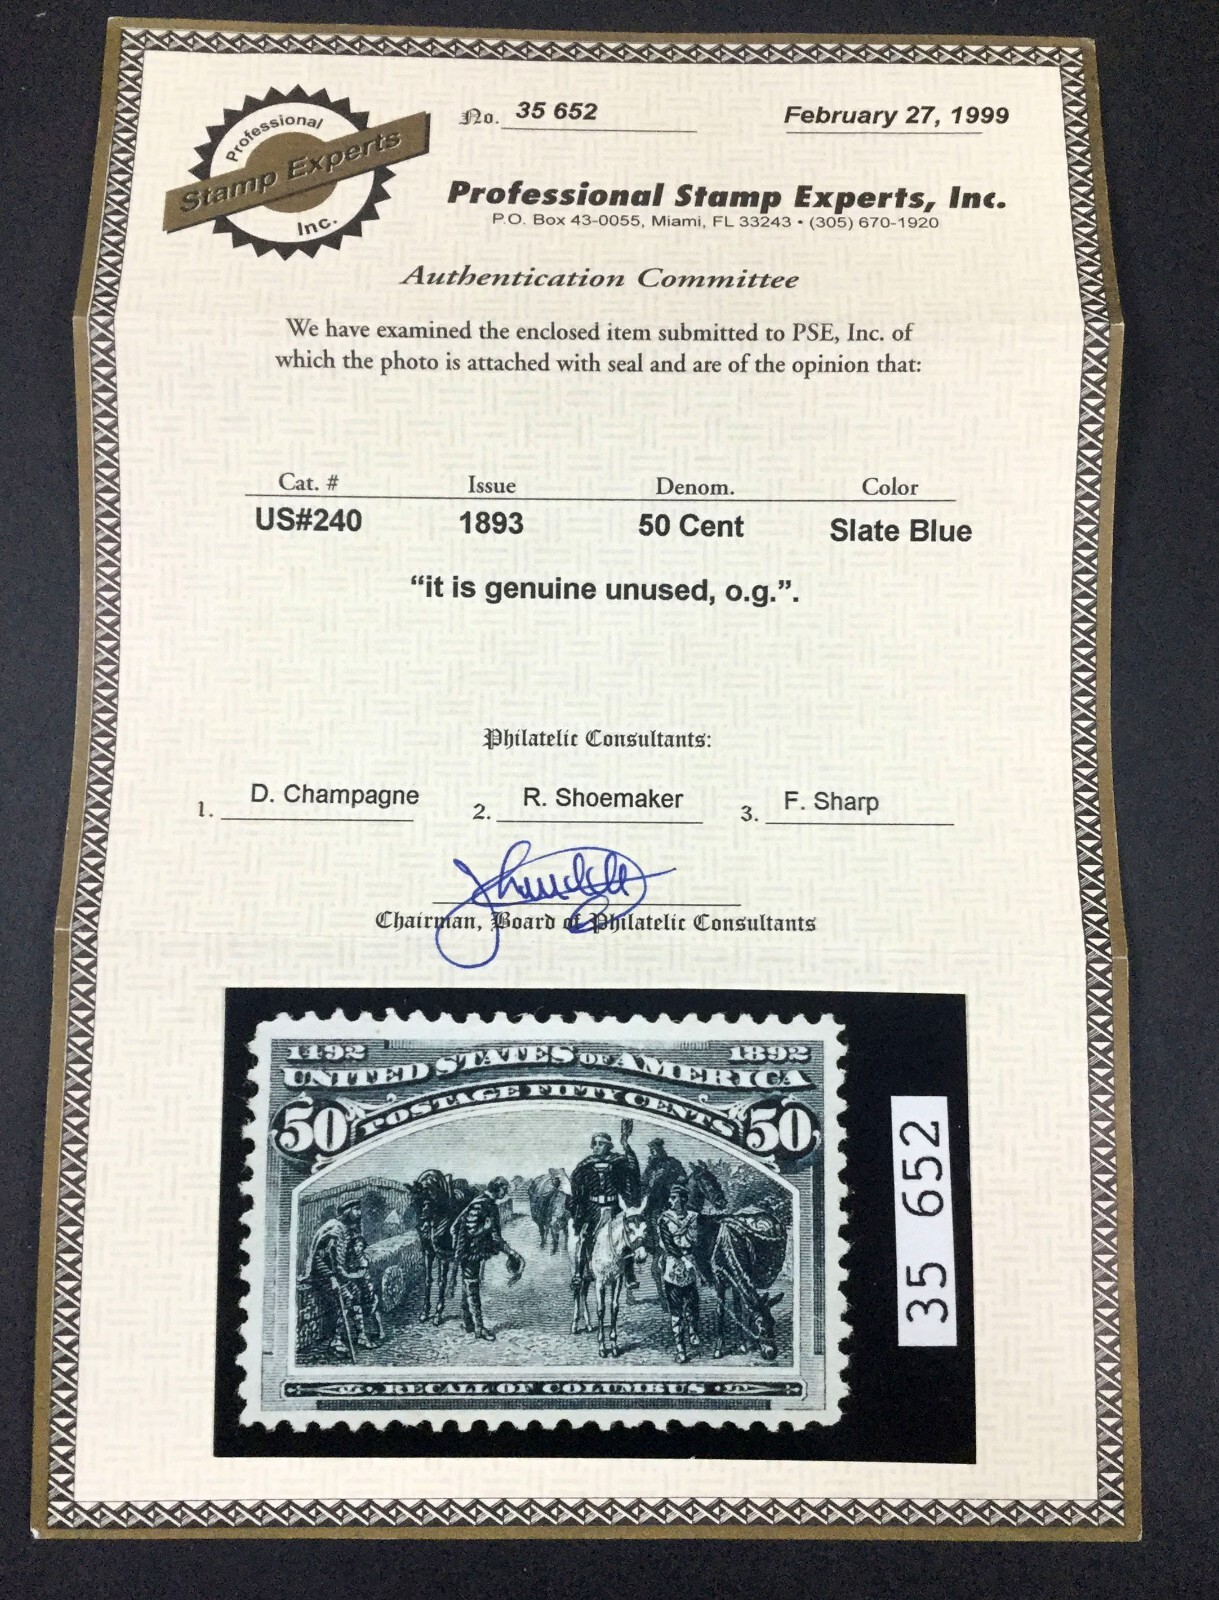 Professional
Stamp Experts
Inc.
No. 35 652
February 27, 1999
Professional Stamp Experts, Inc.
P.O. Box 43-0055, Miami, FL 33243 • (305) 670-1920
Authentication Committee
We have examined the enclosed item submitted to PSE, Inc. of
which the photo is attached with seal and are of the opinion that:
Cat. # Issue Denom. Color
US#240 1893 50 Cent Slate Blue
“it is genuine unused, o.g.”.
Philatelic Consultants:
1. D. Champagne 2. R. Shoemaker 3. F. Sharp
Chairman, Board of Philatelic Consultants
1492 1892
UNITED STATES OF AMERICA
50 POSTAGE FIFTY CENTS 50
RECALL OF COLUMBUS
35 652